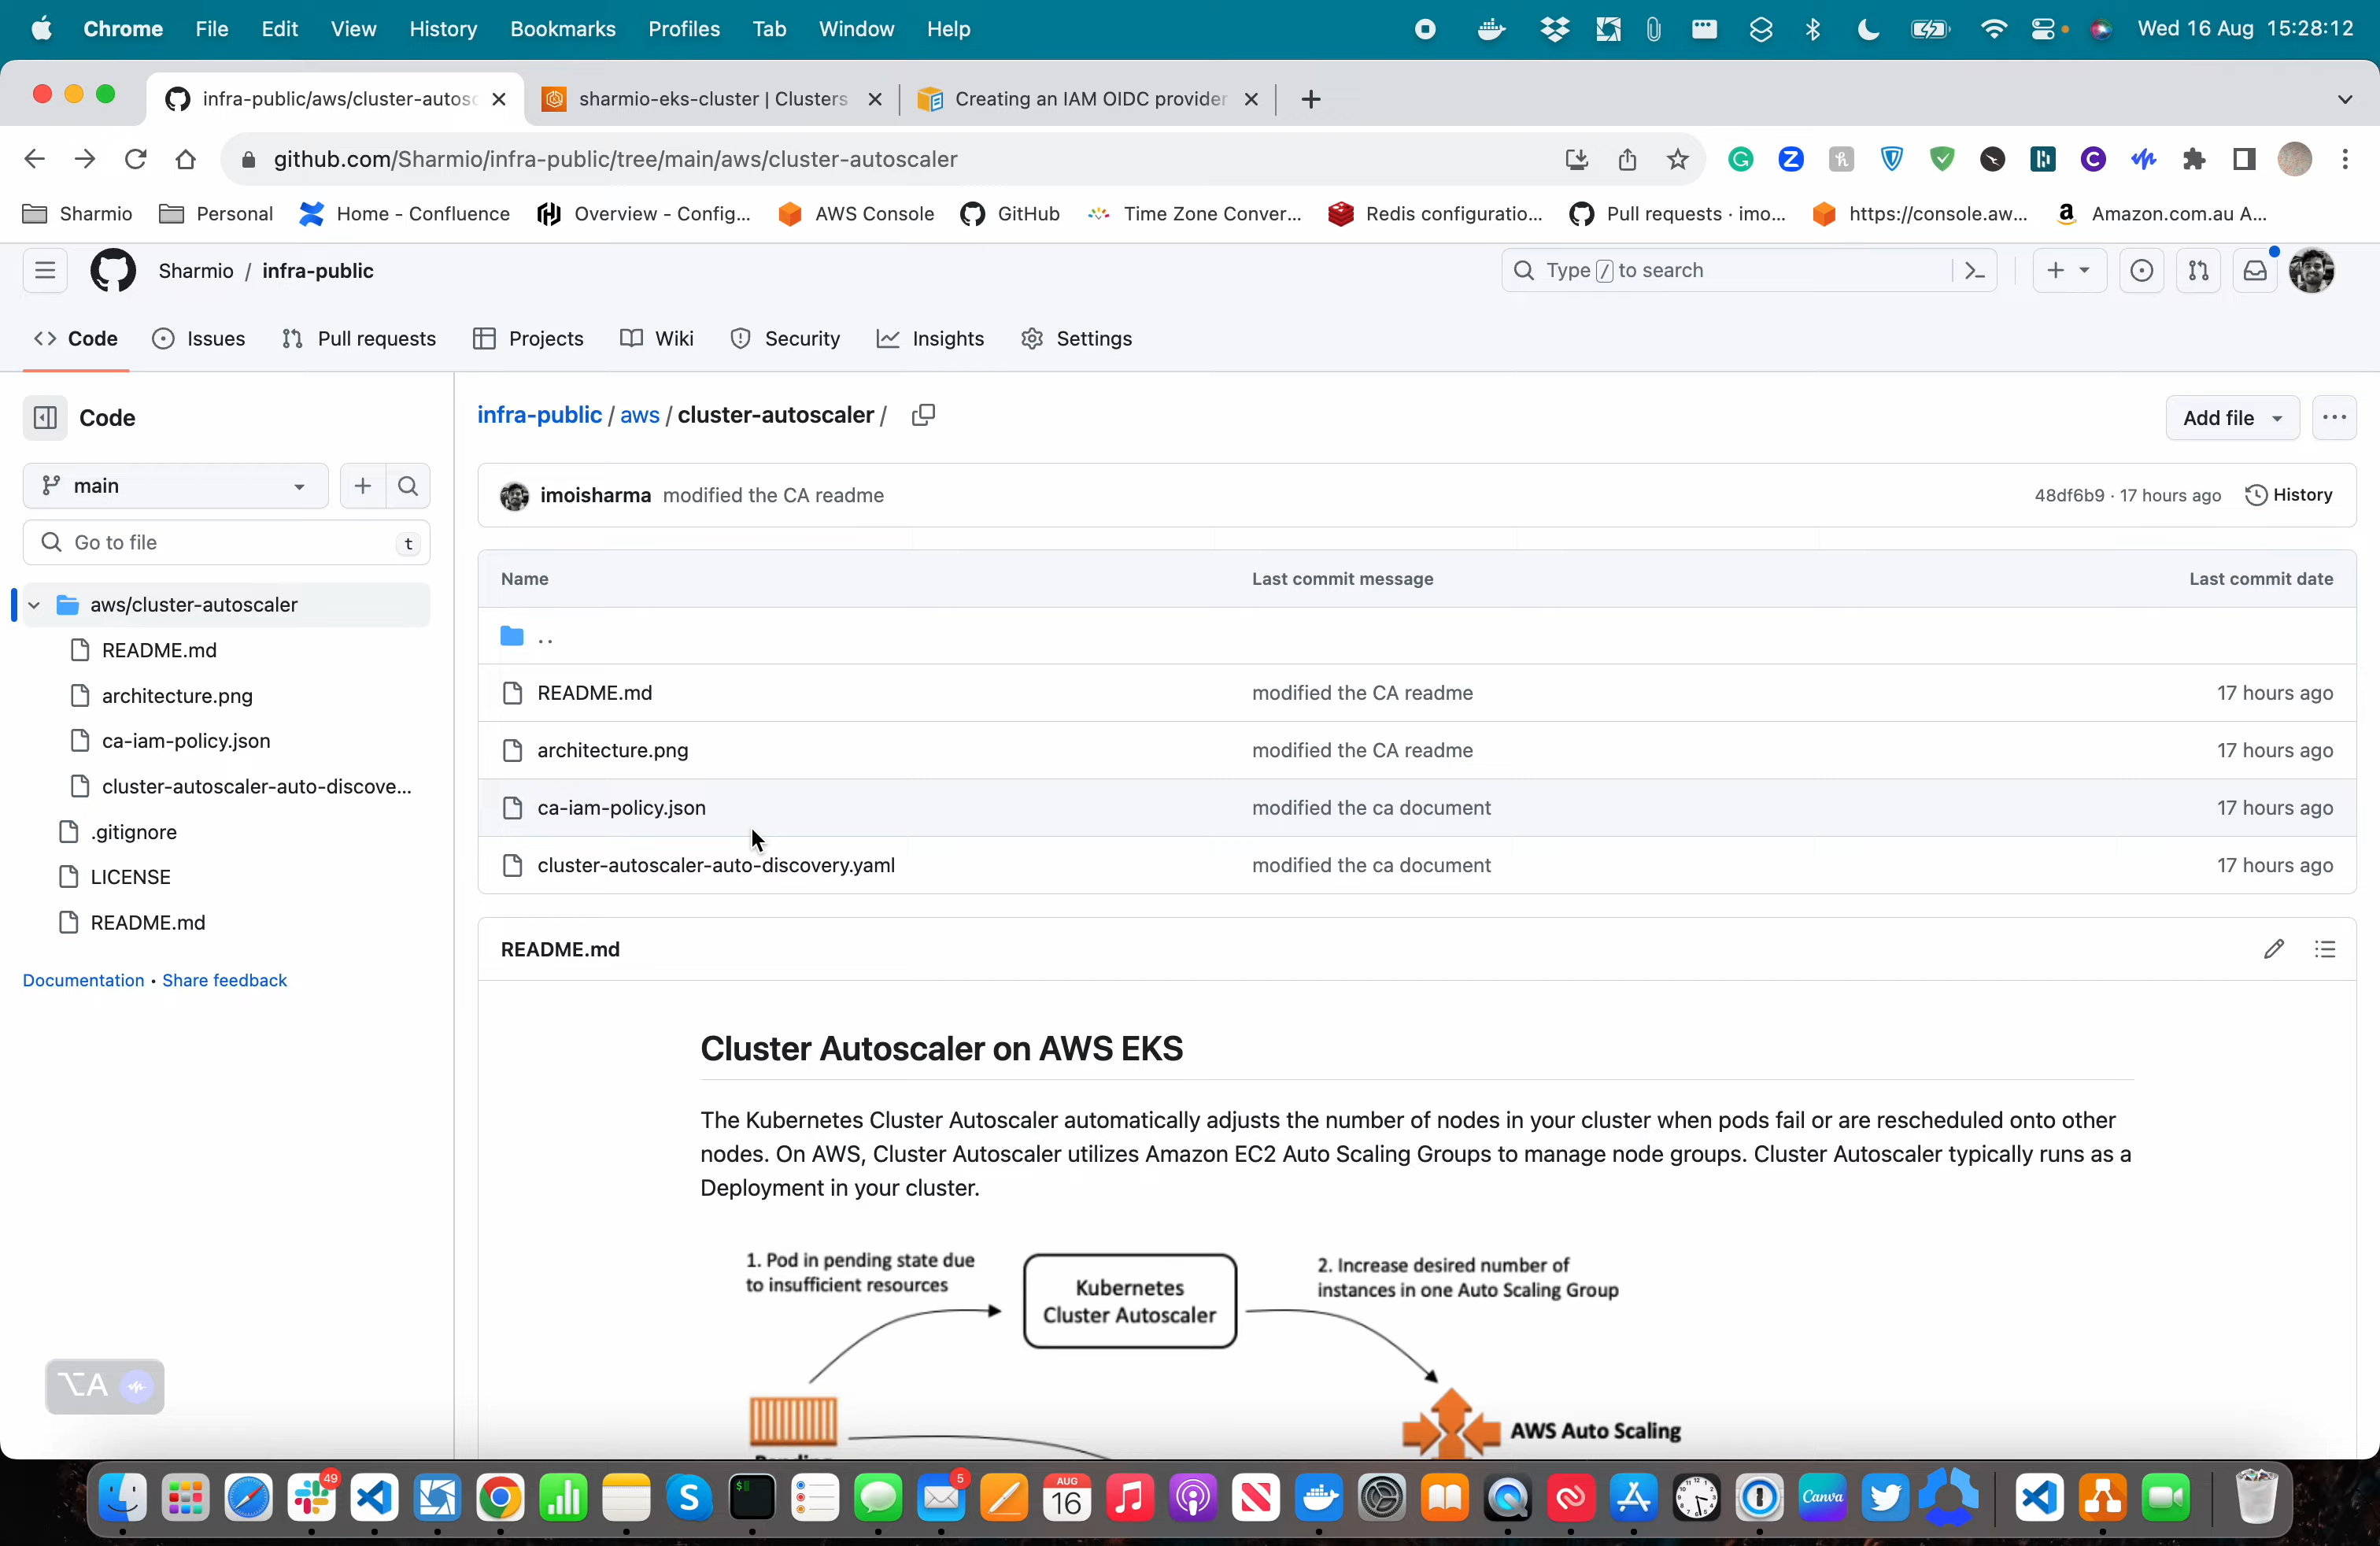 Chrome File Edit View History Bookmarks Profiles Tab Window Help Wed 16 Aug 15:28:12
infra-public/aws/cluster-autosc
sharmio-eks-cluster | Clusters
Creating an IAM OIDC provider
github.com/Sharmio/infra-public/tree/main/aws/cluster-autoscaler
Sharmio Personal Home - Confluence Overview - Config... AWS Console GitHub Time Zone Conver... Redis configuratio... Pull requests · imo... https://console.aw... Amazon.com.au A...
Sharmio / infra-public
Type / to search
Code Issues Pull requests Projects Wiki Security Insights Settings
Code
main
Go to file t
aws/cluster-autoscaler
README.md
architecture.png
ca-iam-policy.json
cluster-autoscaler-auto-discove...
.gitignore
LICENSE
README.md
Documentation • Share feedback
infra-public / aws / cluster-autoscaler /
Add file
imoisharma modified the CA readme 48df6b9 · 17 hours ago History
Name Last commit message Last commit date
..
README.md modified the CA readme 17 hours ago
architecture.png modified the CA readme 17 hours ago
ca-iam-policy.json modified the ca document 17 hours ago
cluster-autoscaler-auto-discovery.yaml modified the ca document 17 hours ago
README.md
Cluster Autoscaler on AWS EKS
The Kubernetes Cluster Autoscaler automatically adjusts the number of nodes in your cluster when pods fail or are rescheduled onto other
nodes. On AWS, Cluster Autoscaler utilizes Amazon EC2 Auto Scaling Groups to manage node groups. Cluster Autoscaler typically runs as a
Deployment in your cluster.
1. Pod in pending state due
to insufficient resources
Kubernetes
Cluster Autoscaler
2. Increase desired number of
instances in one Auto Scaling Group
AWS Auto Scaling
⌥A
49
5
AUG
16
Canva